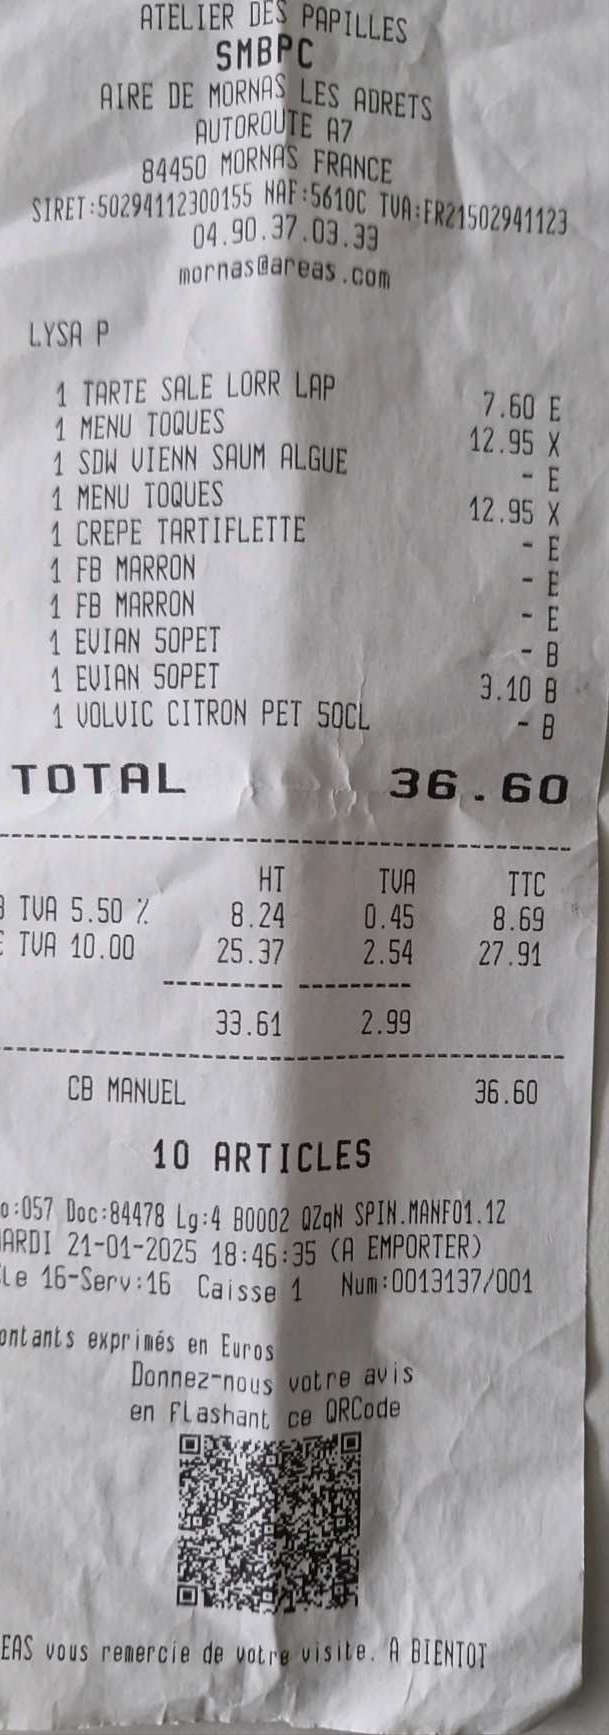 ATELIER DES PAPILLES
SMBPC
AIRE DE MORNAS LES ADRETS
AUTOROUTE A7
84450 MORNAS FRANCE
SIRET:50294112300155 NAF:5610C TVA:FR21502941123
04.90.37.03.33
mornas@areas.com
LYSA P
1 TARTE SALE LORR LAP 7.60 E
1 MENU TOQUES 12.95 X
1 SDW VIENN SAUM ALGUE - E
1 MENU TOQUES 12.95 X
1 CREPE TARTIFLETTE - E
1 FB MARRON - E
1 FB MARRON - E
1 EVIAN 50PET - B
1 EVIAN 50PET 3.10 B
1 VOLVIC CITRON PET 50CL - B
TOTAL 36.60
HT TVA TTC
B TVA 5.50 % 8.24 0.45 8.69
E TVA 10.00 25.37 2.54 27.91
33.61 2.99
CB MANUEL 36.60
10 ARTICLES
o:057 Doc:84478 Lg:4 B0002 QZqN SPIN.MANF01.12
ARDI 21-01-2025 18:46:35 (A EMPORTER)
le 16-Serv:16 Caisse 1 Num:0013137/001
ontants exprimés en Euros
Donnez-nous votre avis
en flashant ce QRCode
EAS vous remercie de votre visite. A BIENTOT